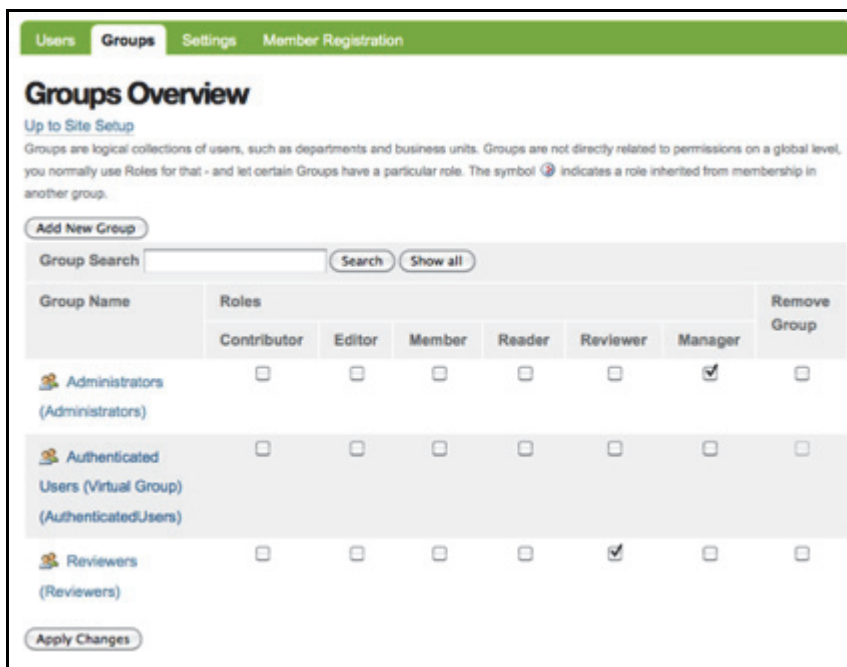 Users Groups Settings Member Registration
Groups Overview
Up to Site Setup
Groups are logical collections of users, such as departments and business units. Groups are not directly related to permissions on a global level,
you normally use Roles for that - and let certain Groups have a particular role. The symbol indicates a role inherited from membership in
another group.
Add New Group
Group Search Search Show all
Group Name Roles Remove Group
Contributor Editor Member Reader Reviewer Manager
Administrators
(Administrators)
Authenticated
Users (Virtual Group)
(AuthenticatedUsers)
Reviewers
(Reviewers)
Apply Changes